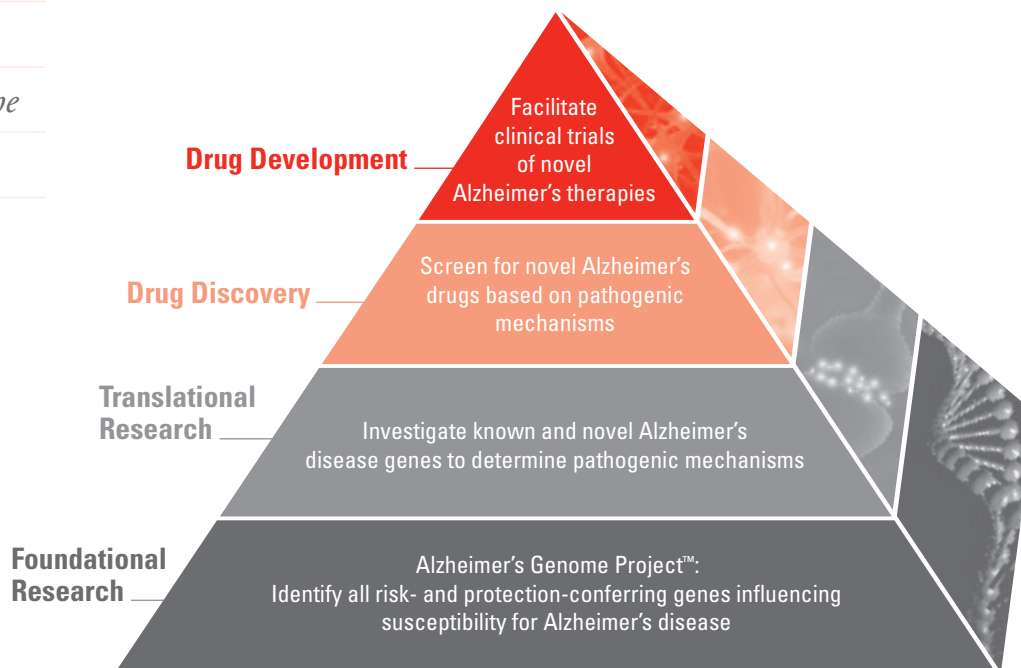 Drug Development
Facilitate
clinical trials
of novel
Alzheimer's therapies
Drug Discovery
Screen for novel Alzheimer's
drugs based on pathogenic
mechanisms
Translational
Research
Investigate known and novel Alzheimer's
disease genes to determine pathogenic mechanisms
Foundational
Research
Alzheimer's Genome Project™:
Identify all risk- and protection-conferring genes influencing
susceptibility for Alzheimer's disease